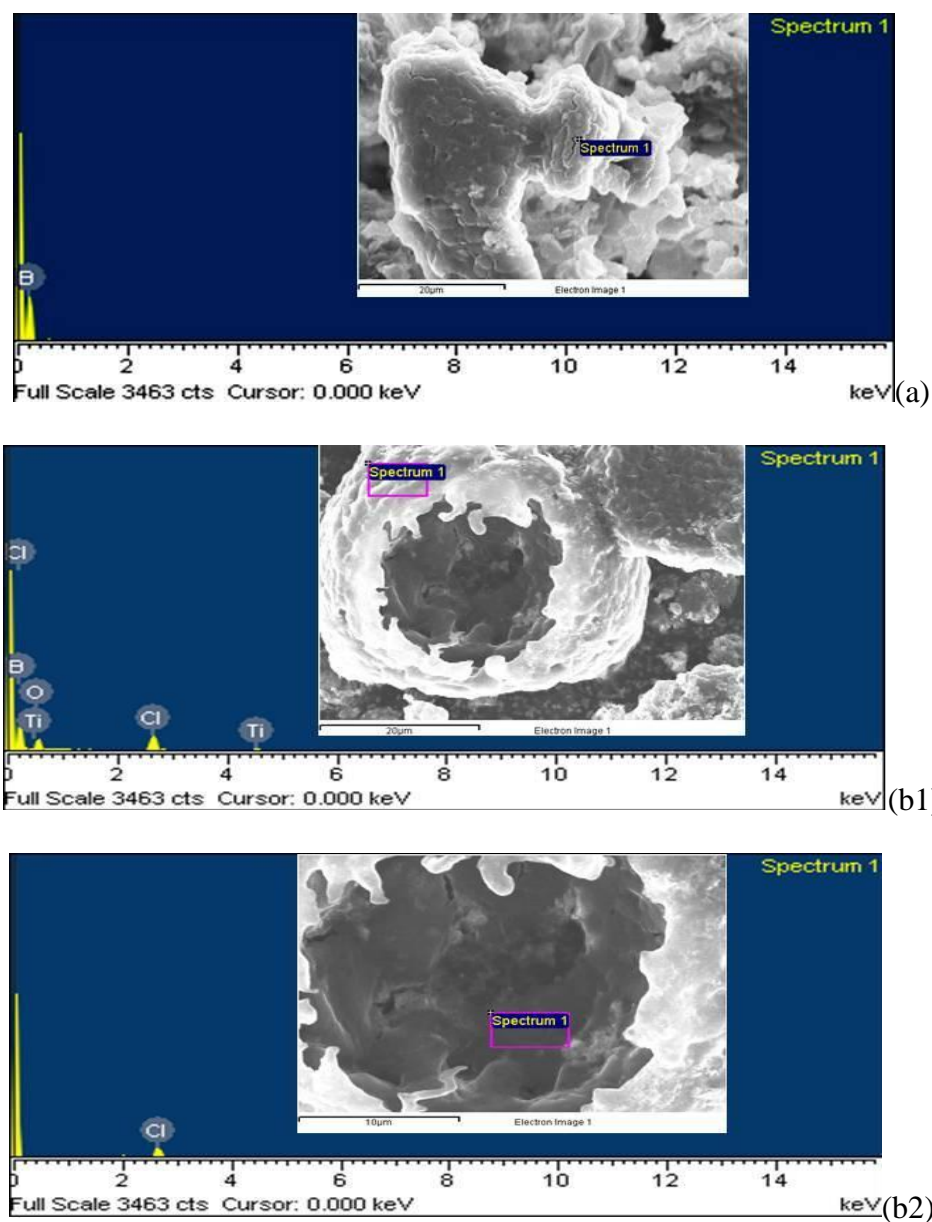 Spectrum 1
Spectrum 1
20µm Electron Image 1
B
2 4 6 8 10 12 14
Full Scale 3463 cts Cursor: 0.000 keV keV
(a)
Spectrum 1
Spectrum 1
20µm Electron Image 1
Cl
B
O
Ti Cl Ti
0 2 4 6 8 10 12 14
Full Scale 3463 cts Cursor: 0.000 keV keV
(b1)
Spectrum 1
Spectrum 1
10µm Electron Image 1
Cl
0 2 4 6 8 10 12 14
Full Scale 3463 cts Cursor: 0.000 keV keV
(b2)